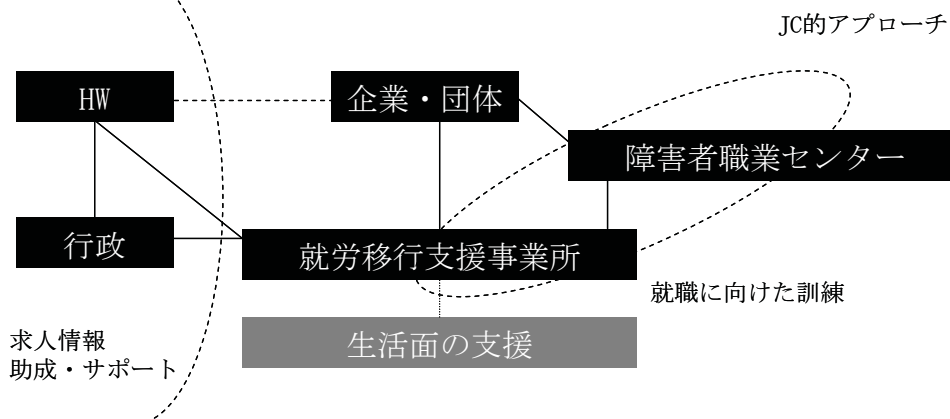 JC的アプローチ
HW
企業・団体
障害者職業センター
行政
就労移行支援事業所
就職に向けた訓練
求人情報
助成・サポート
生活面の支援